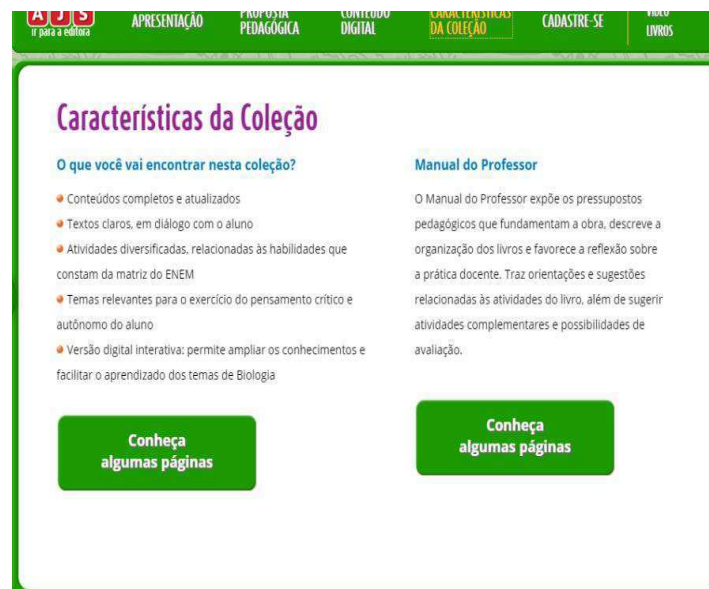 AJS
ir para a editora
APRESENTAÇÃO
PROPOSTA
PEDAGÓGICA
CONTEÚDO
DIGITAL
CARACTERÍSTICAS
DA COLEÇÃO
CADASTRE-SE
VÍDEO
LIVROS
Características da Coleção
O que você vai encontrar nesta coleção?
Conteúdos completos e atualizados
Textos claros, em diálogo com o aluno
Atividades diversificadas, relacionadas às habilidades que
constam da matriz do ENEM
Temas relevantes para o exercício do pensamento crítico e
autônomo do aluno
Versão digital interativa: permite ampliar os conhecimentos e
facilitar o aprendizado dos temas de Biologia
Conheça
algumas páginas
Manual do Professor
O Manual do Professor expõe os pressupostos
pedagógicos que fundamentam a obra, descreve a
organização dos livros e favorece a reflexão sobre
a prática docente. Traz orientações e sugestões
relacionadas às atividades do livro, além de sugerir
atividades complementares e possibilidades de
avaliação.
Conheça
algumas páginas